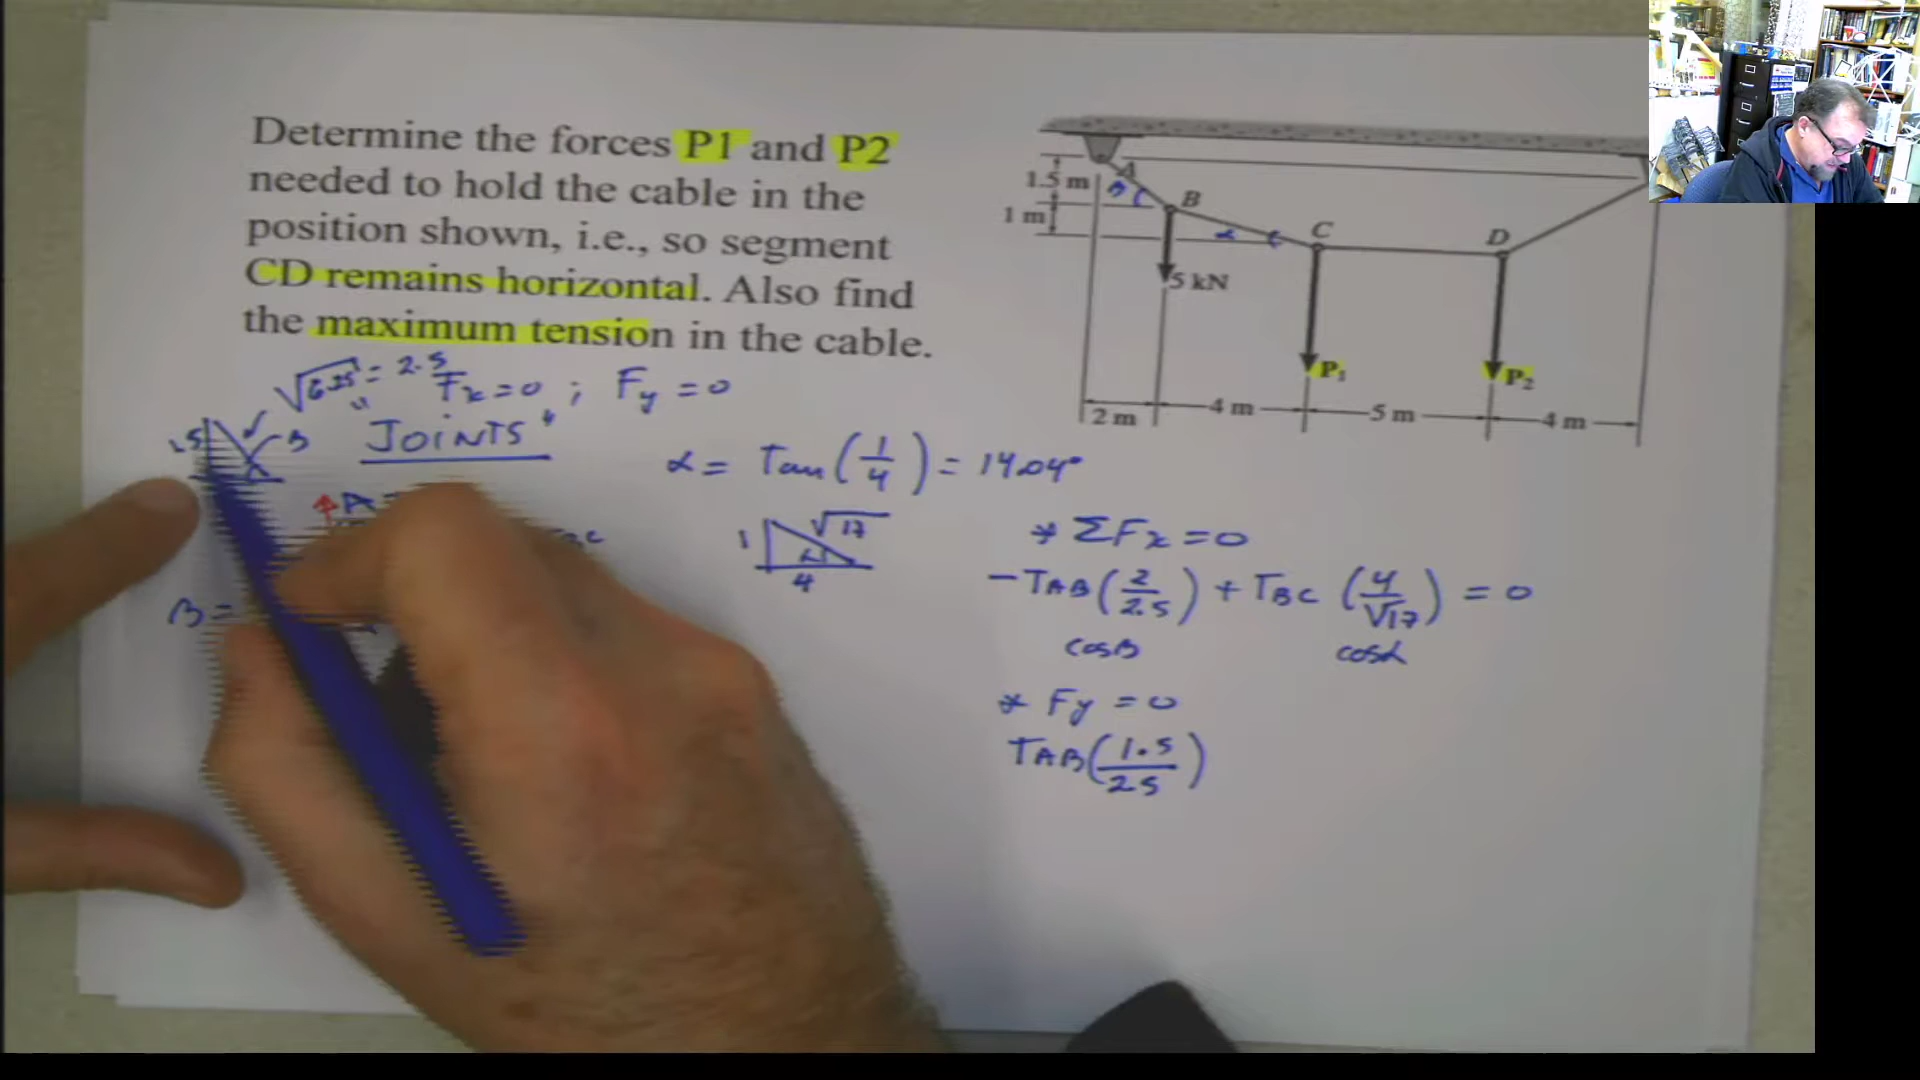 Determine the forces P1 and P2
needed to hold the cable in the
position shown, i.e., so segment
CD remains horizontal. Also find
the maximum tension in the cable.
A
1.5 m
B
1 m
α
C
D
5 kN
P₁
P₂
2 m
4 m
5 m
4 m
√6.25 = 2.5
Fx = 0 ; Fy = 0
"JOINTS"
1.5
B
α = Tan(1/4) = 14.04°
A
B =
1
√17
α
4
* ΣFx = 0
- TAB(2/2.5) + TBC (4/√17) = 0
cosB
cosα
* Fy = 0
TAB(1.5/2.5)